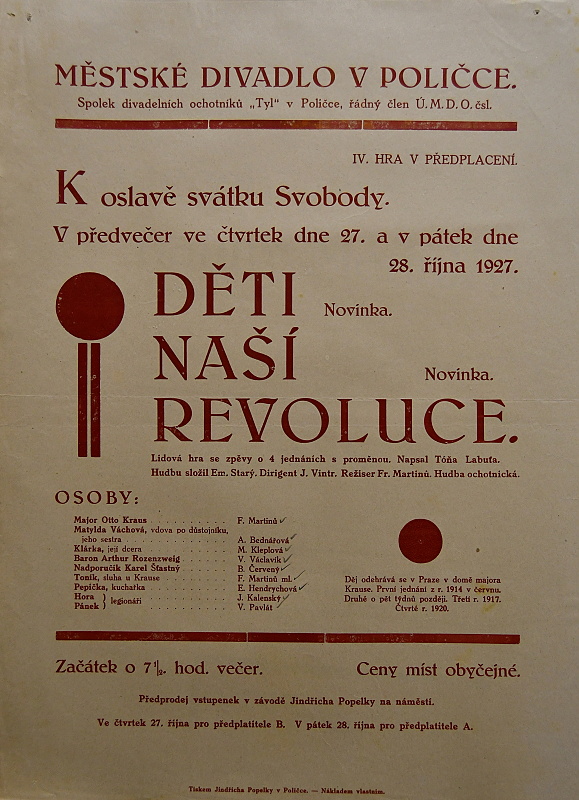 MĚSTSKÉ DIVADLO V POLIČCE.
Spolek divadelních ochotníků „Tyl“ v Poličce, řádný člen Ú. M. D. O. čsl.
IV. HRA V PŘEDPLACENÍ.
K oslavě svátku Svobody.
V předvečer ve čtvrtek dne 27. a v pátek dne
28. října 1927.
DĚTI Novinka.
NAŠÍ Novinka.
REVOLUCE.
Lidová hra se zpěvy o 4 jednáních s proměnou. Napsal Tóňa Labuťa.
Hudbu složil Em. Starý. Dirigent J. Vintr. Režiser Fr. Martinů. Hudba ochotnická.
OSOBY:
Major Otto Kraus . . . . . . . . . . . F. Martinů
Matylda Váchová, vdova po důstojníku,
jeho sestra . . . . . . . . . . . A. Bednářová
Klárka, její dcera . . . . . . . . . . . M. Kleplová
Baron Arthur Rozenzweig . . . . . . . V. Václavík
Nadporučík Karel Šťastný . . . . . . . B. Červený
Toník, sluha u Krause . . . . . . . . . F. Martinů ml.
Pepička, kuchařka . . . . . . . . . . . E. Hendrychová
Hora } legionáři . . . . . . . . . . . J. Kalenský
Pánek . . . . . . . . . . . V. Pavlát
Děj odehrává se v Praze v domě majora
Krause. První jednání z r. 1914 v červnu.
Druhé o pět týdnů později. Třetí r. 1917.
Čtvrté r. 1920.
Začátek o 7½. hod. večer. Ceny míst obyčejné.
Předprodej vstupenek v závodě Jindřicha Popelky na náměstí.
Ve čtvrtek 27. října pro předplatitele B. V pátek 28. října pro předplatitele A.
Tiskem Jindřicha Popelky v Poličce. — Nákladem vlastním.